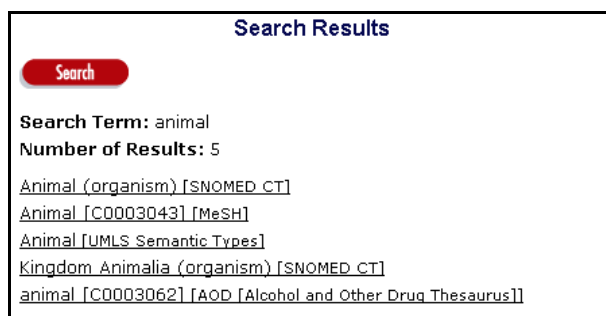 Search Results
Search
Search Term: animal
Number of Results: 5
Animal (organism) [SNOMED CT]
Animal [C0003043] [MeSH]
Animal [UMLS Semantic Types]
Kingdom Animalia (organism) [SNOMED CT]
animal [C0003062] [AOD [Alcohol and Other Drug Thesaurus]]